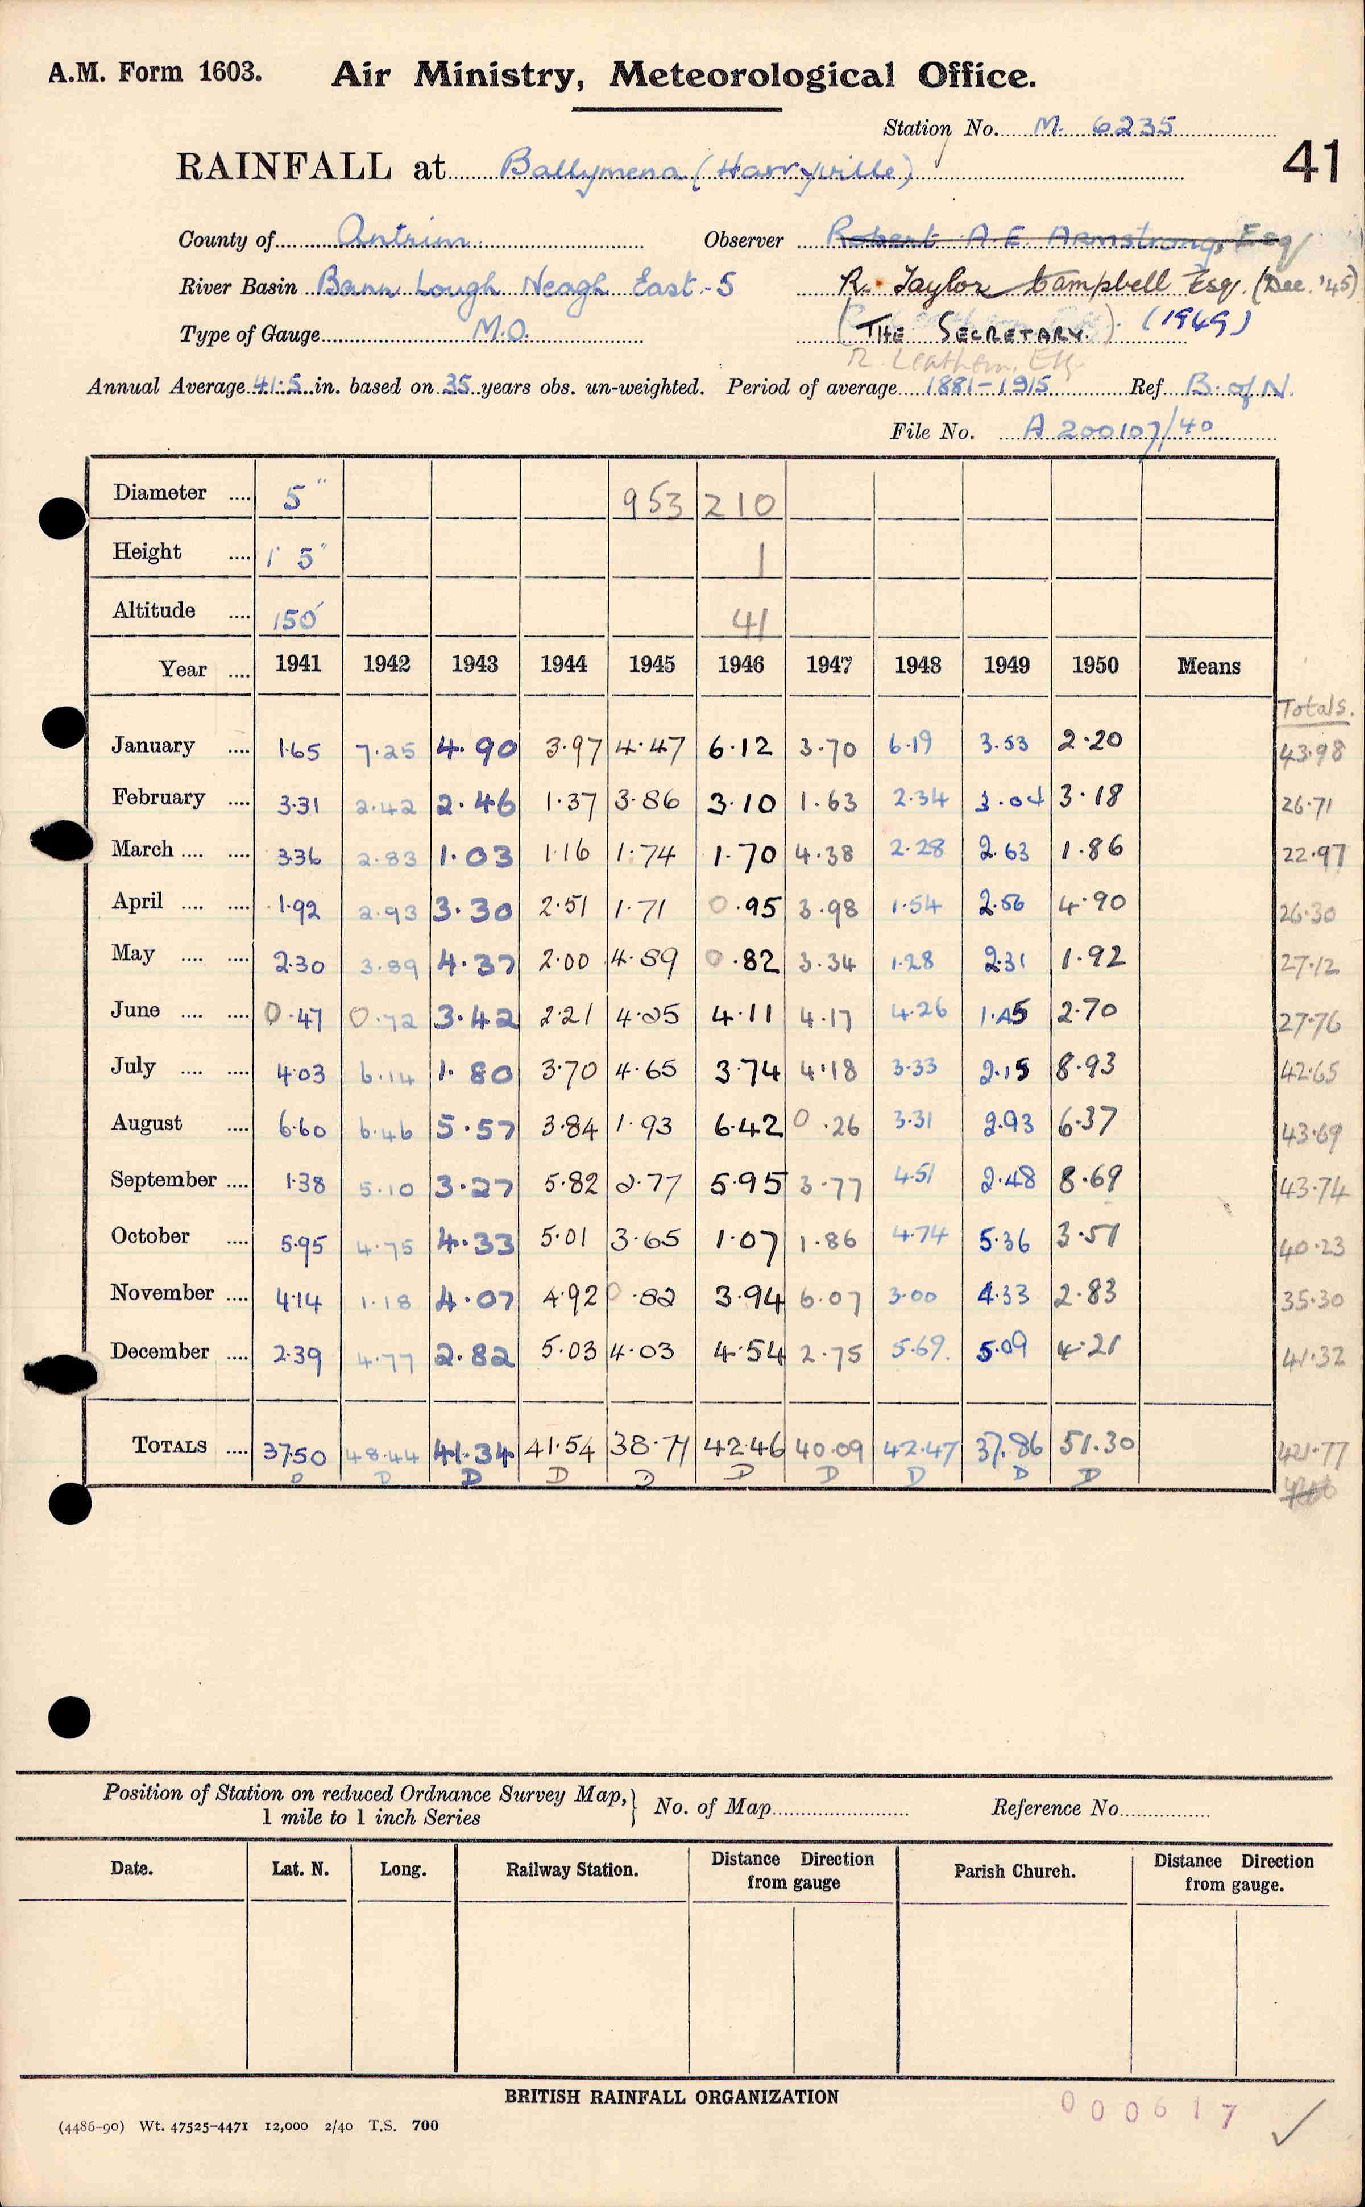 A.M. Form 1603. Air Ministry, Meteorological Office.
Station No. M. 6235
41
RAINFALL at Ballymena (Harryville)
County of Antrim. Observer Robert A.E. Armstrong, Esq
River Basin Bann Lough Neagh East-5 R. Taylor Campbell Esq. (Dec. '45)
Type of Gauge M.O. (THE SECRETARY.) (1949)
R. Leathem, Esq.
Annual Average 41.5 in. based on 35 years obs. un-weighted. Period of average 1881-1915 Ref B. of N.
File No. A 200107/40
Diameter .... 5" 953 210
Height .... 1' 5" 1
Altitude .... 150' 41
Year .... 1941 1942 1943 1944 1945 1946 1947 1948 1949 1950 Means
Totals.
January .... 1.65 7.25 4.90 3.97 4.47 6.12 3.70 6.19 3.53 2.20 43.98
February .... 3.31 2.42 2.46 1.37 3.86 3.10 1.63 2.34 3.04 3.18 26.71
March .... .... 3.36 2.83 1.03 1.16 1.74 1.70 4.38 2.28 2.63 1.86 22.97
April .... .... 1.92 2.93 3.30 2.51 1.71 0.95 3.98 1.54 2.56 4.90 26.30
May .... .... 2.30 3.89 4.37 2.00 4.89 0.82 3.34 1.28 2.31 1.92 27.12
June .... .... 0.47 0.72 3.42 2.21 4.25 4.11 4.17 4.26 1.45 2.70 27.76
July .... .... 4.03 6.14 1.80 3.70 4.65 3.74 4.18 3.33 2.15 8.93 42.65
August .... 6.60 6.46 5.57 3.84 1.93 6.42 0.26 3.31 2.93 6.37 43.69
September .... 1.38 5.10 3.27 5.82 2.77 5.95 3.77 4.51 2.48 8.69 43.74
October .... 5.95 4.75 4.33 5.01 3.65 1.07 1.86 4.74 5.36 3.51 40.23
November .... 4.14 1.18 4.07 4.92 0.82 3.94 6.07 3.00 4.33 2.83 35.30
December .... 2.39 4.77 2.82 5.03 4.03 4.54 2.75 5.69. 5.09 4.21 41.32
TOTALS .... 37.50 48.44 41.34 41.54 38.77 42.46 40.09 42.47 37.86 51.30 421.77
D D D D D D D D D D
Position of Station on reduced Ordnance Survey Map, 1 mile to 1 inch Series } No. of Map Reference No.
Date. Lat. N. Long. Railway Station. Distance Direction from gauge Parish Church. Distance Direction from gauge.
BRITISH RAINFALL ORGANIZATION
000617
(4486-90) Wt. 47525-4471 12,000 2/40 T.S. 700